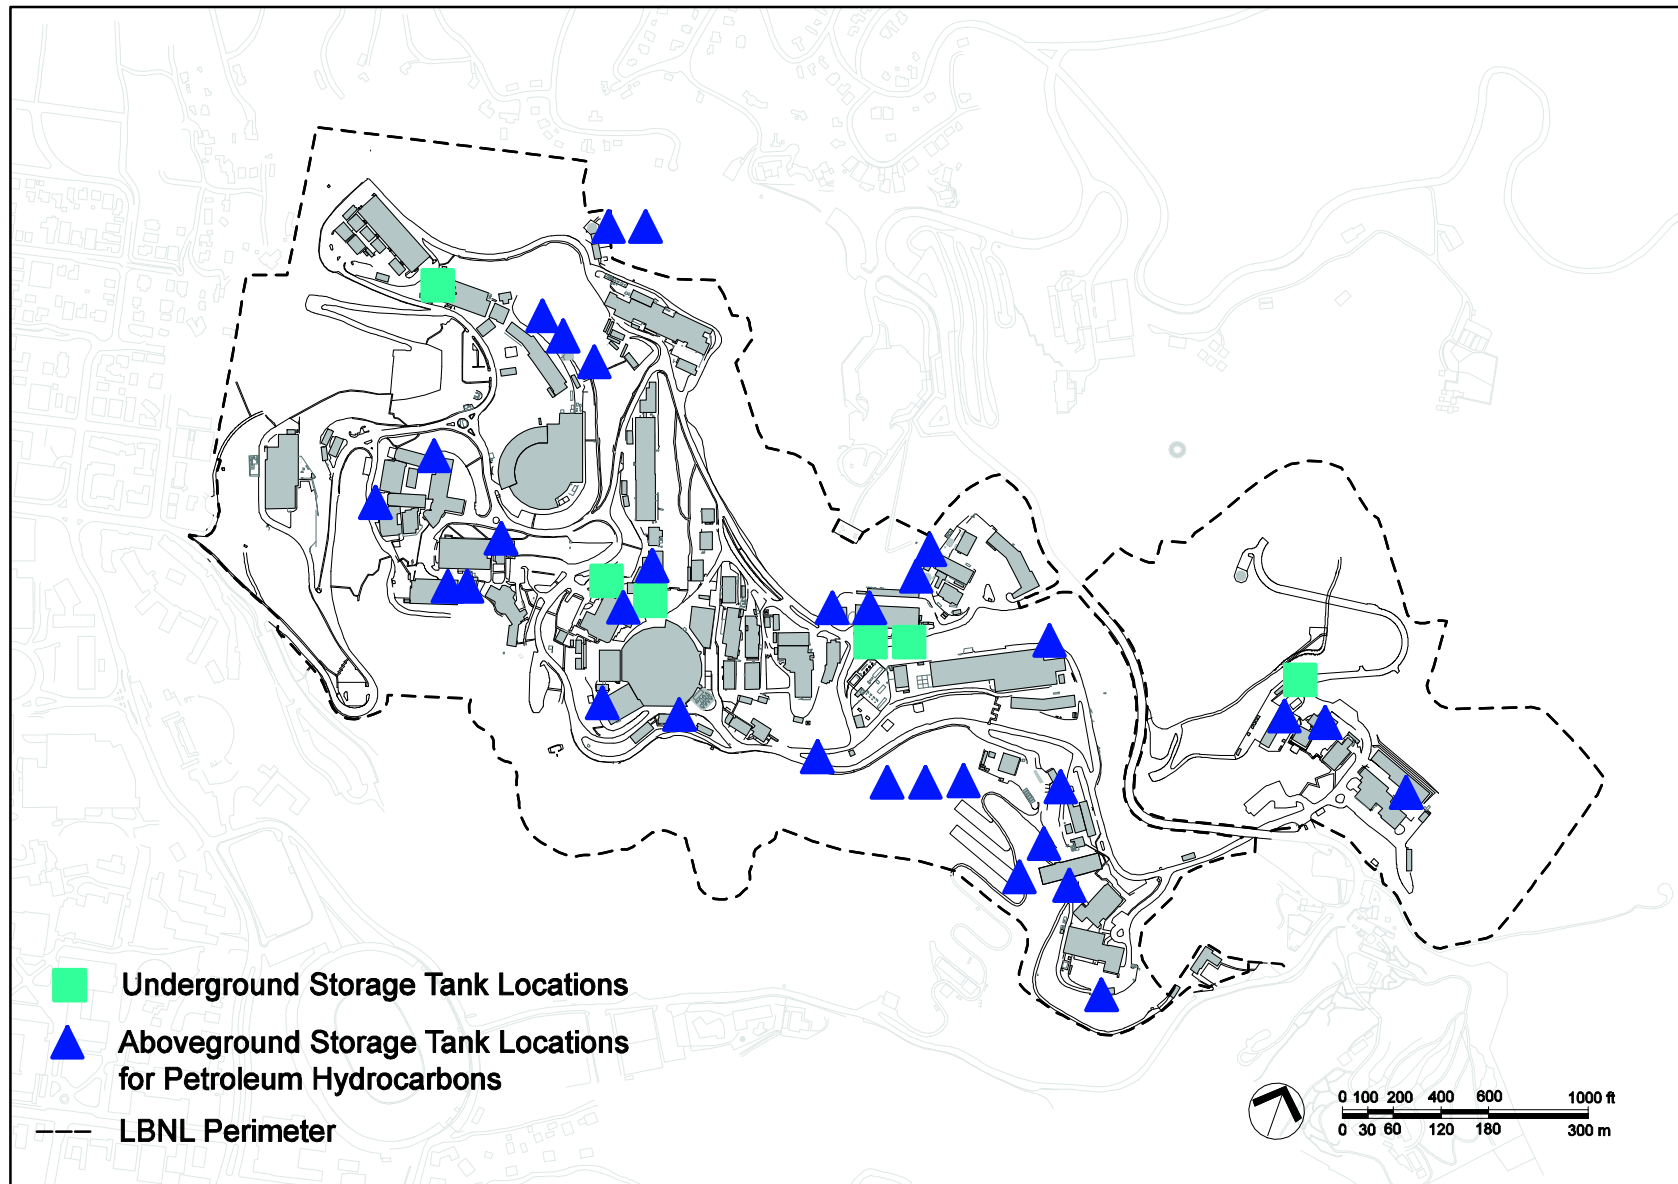 Underground Storage Tank Locations
Aboveground Storage Tank Locations
for Petroleum Hydrocarbons
LBNL Perimeter
0 100 200 400 600 1000 ft
0 30 60 120 180 300 m